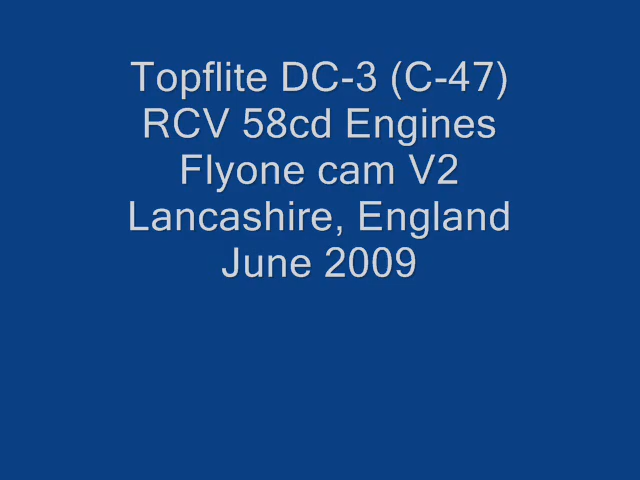 Topflite DC-3 (C-47)
RCV 58cd Engines
Flyone cam V2
Lancashire, England
June 2009